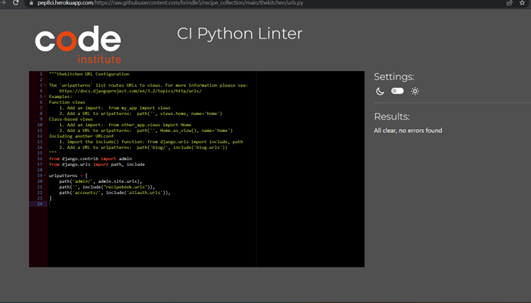 pep8ci.herokuapp.com/https://raw.githubusercontent.com/brindle5/recipe_collection/main/thekitchen/urls.py
code
institute
CI Python Linter
1 """thekitchen URL Configuration
2
3 The `urlpatterns` list routes URLs to views. For more information please see:
4     https://docs.djangoproject.com/en/3.2/topics/http/urls/
5 Examples:
6 Function views
7     1. Add an import:  from my_app import views
8     2. Add a URL to urlpatterns:  path('', views.home, name='home')
9 Class-based views
10     1. Add an import:  from other_app.views import Home
11     2. Add a URL to urlpatterns:  path('', Home.as_view(), name='home')
12 Including another URLconf
13     1. Import the include() function: from django.urls import include, path
14     2. Add a URL to urlpatterns:  path('blog/', include('blog.urls'))
15 """
16 from django.contrib import admin
17 from django.urls import path, include
18
19 urlpatterns = [
20     path('admin/', admin.site.urls),
21     path('', include("recipebook.urls")),
22     path('accounts/', include('allauth.urls')),
23 ]
24
Settings:
Results:
All clear, no errors found